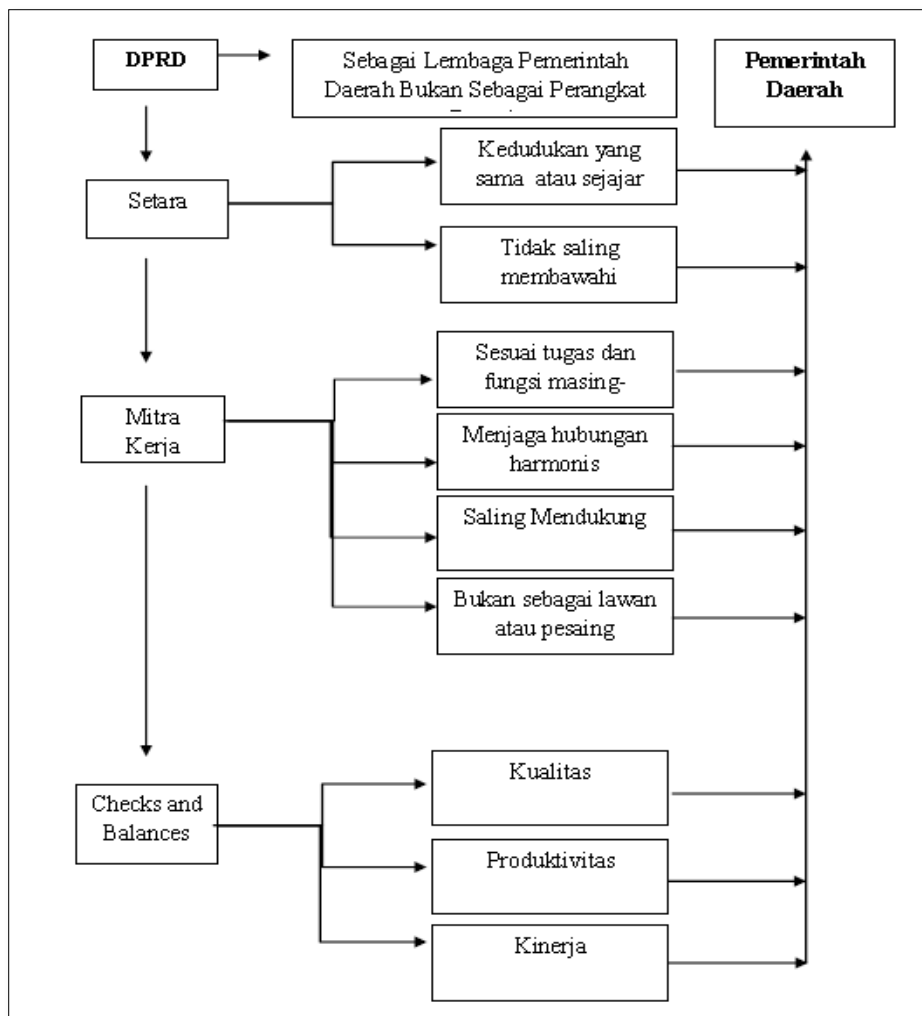 DPRD
Sebagai Lembaga Pemerintah
Daerah Bukan Sebagai Perangkat
Pemerintah
Daerah
Setara
Kedudukan yang
sama atau sejajar
Tidak saling
membawahi
Mitra
Kerja
Sesuai tugas dan
fungsi masing-
Menjaga hubungan
harmonis
Saling Mendukung
Bukan sebagai lawan
atau pesaing
Checks and
Balances
Kualitas
Produktivitas
Kinerja